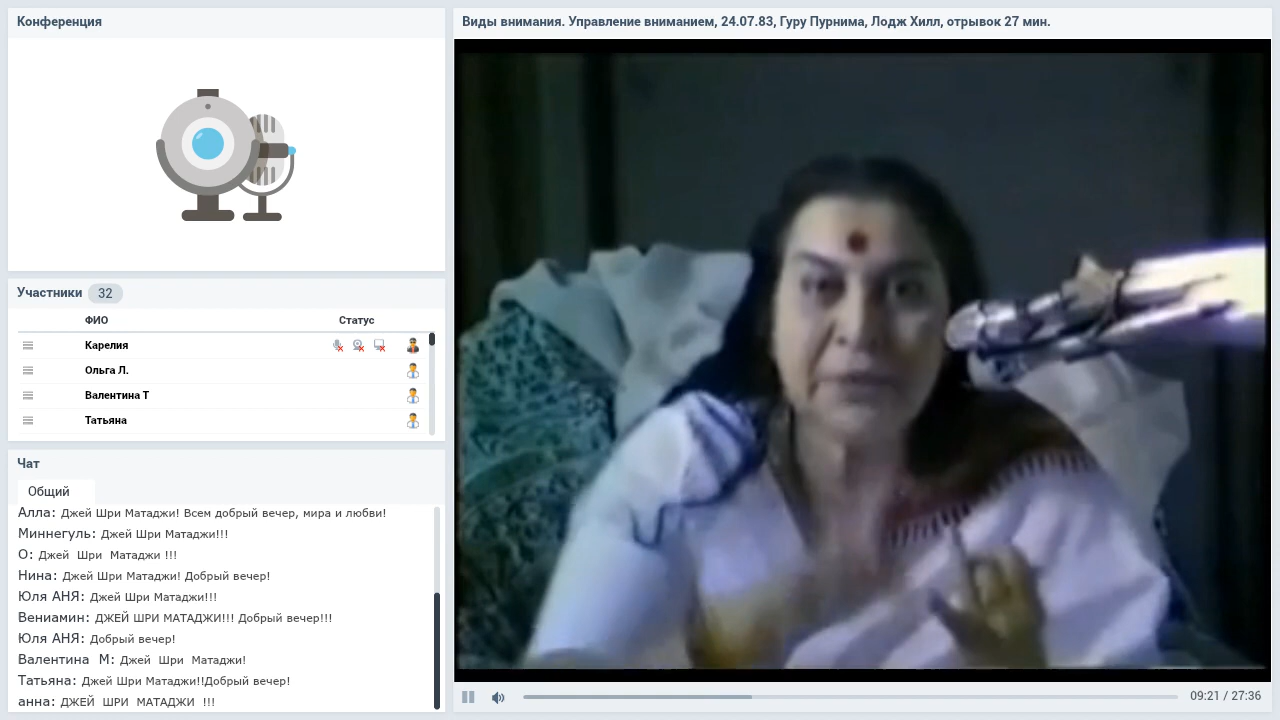 Конференция
Виды внимания. Управление вниманием, 24.07.83, Гуру Пурнима, Лодж Хилл, отрывок 27 мин.
Участники 32
ФИО Статус
Карелия
Ольга Л.
Валентина Т
Татьяна
Чат
Общий
Алла: Джей Шри Матаджи! Всем добрый вечер, мира и любви!
Миннегуль: Джей Шри Матаджи!!!
О: Джей Шри Матаджи !!!
Нина: Джей Шри Матаджи! Добрый вечер!
Юля АНЯ: Джей Шри Матаджи!!!
Вениамин: ДЖЕЙ ШРИ МАТАДЖИ!!! Добрый вечер!!!
Юля АНЯ: Добрый вечер!
Валентина М: Джей Шри Матаджи!
Татьяна: Джей Шри Матаджи!!Добрый вечер!
анна: ДЖЕЙ ШРИ МАТАДЖИ !!!
09:21 / 27:36